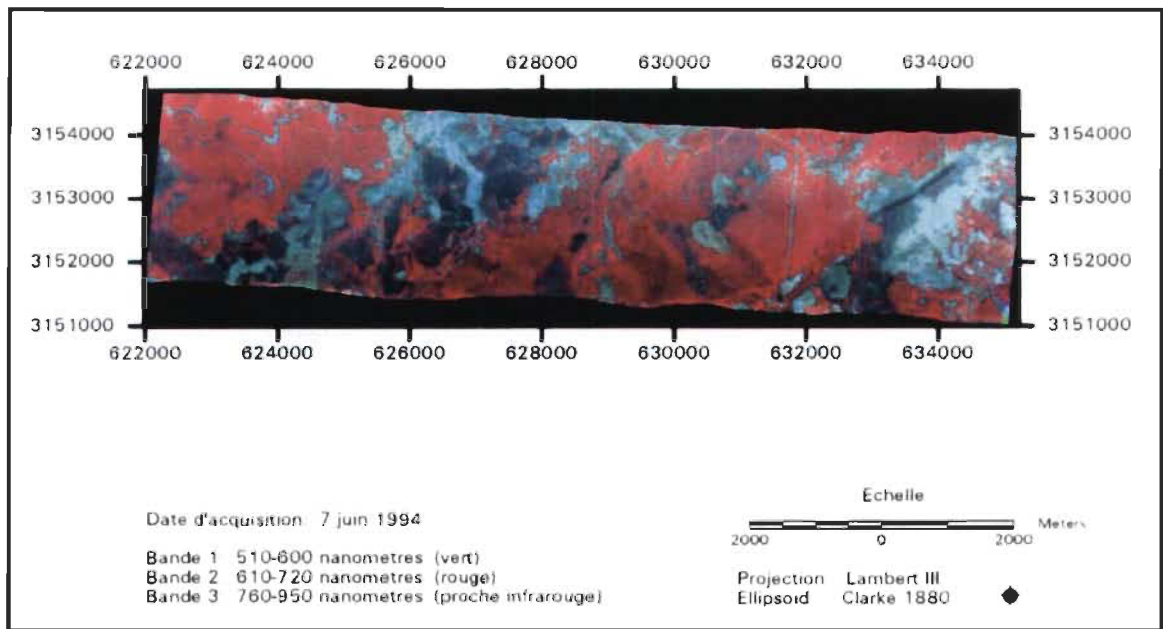 622000 624000 626000 628000 630000 632000 634000
3154000 3154000
3153000 3153000
3152000 3152000
3151000 3151000
622000 624000 626000 628000 630000 632000 634000
Echelle
Date d'acquisition 7 juin 1994
Meters
2000 0 2000
Bande 1 510-600 nanometres (vert)
Bande 2 610-720 nanometres (rouge)
Bande 3 760-950 nanometres (proche infrarouge)
Projection Lambert III
Ellipsoid Clarke 1880